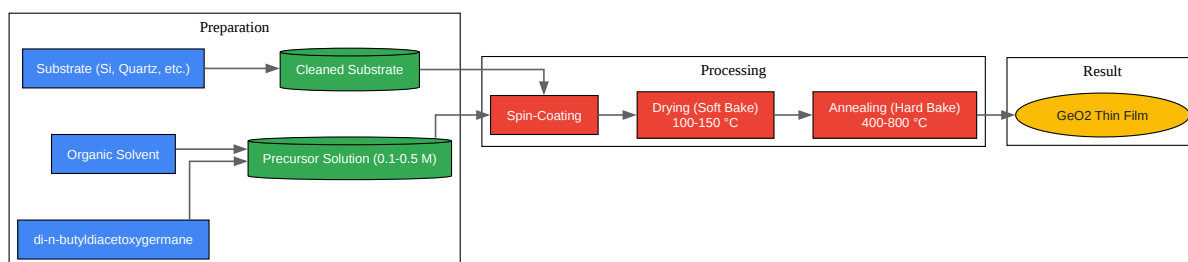 Preparation
Substrate (Si, Quartz, etc.)
Cleaned Substrate
Organic Solvent
Precursor Solution (0.1-0.5 M)
di-n-butyldiacetoxygermane
Processing
Spin-Coating
Drying (Soft Bake)
100-150 °C
Annealing (Hard Bake)
400-800 °C
Result
GeO2 Thin Film